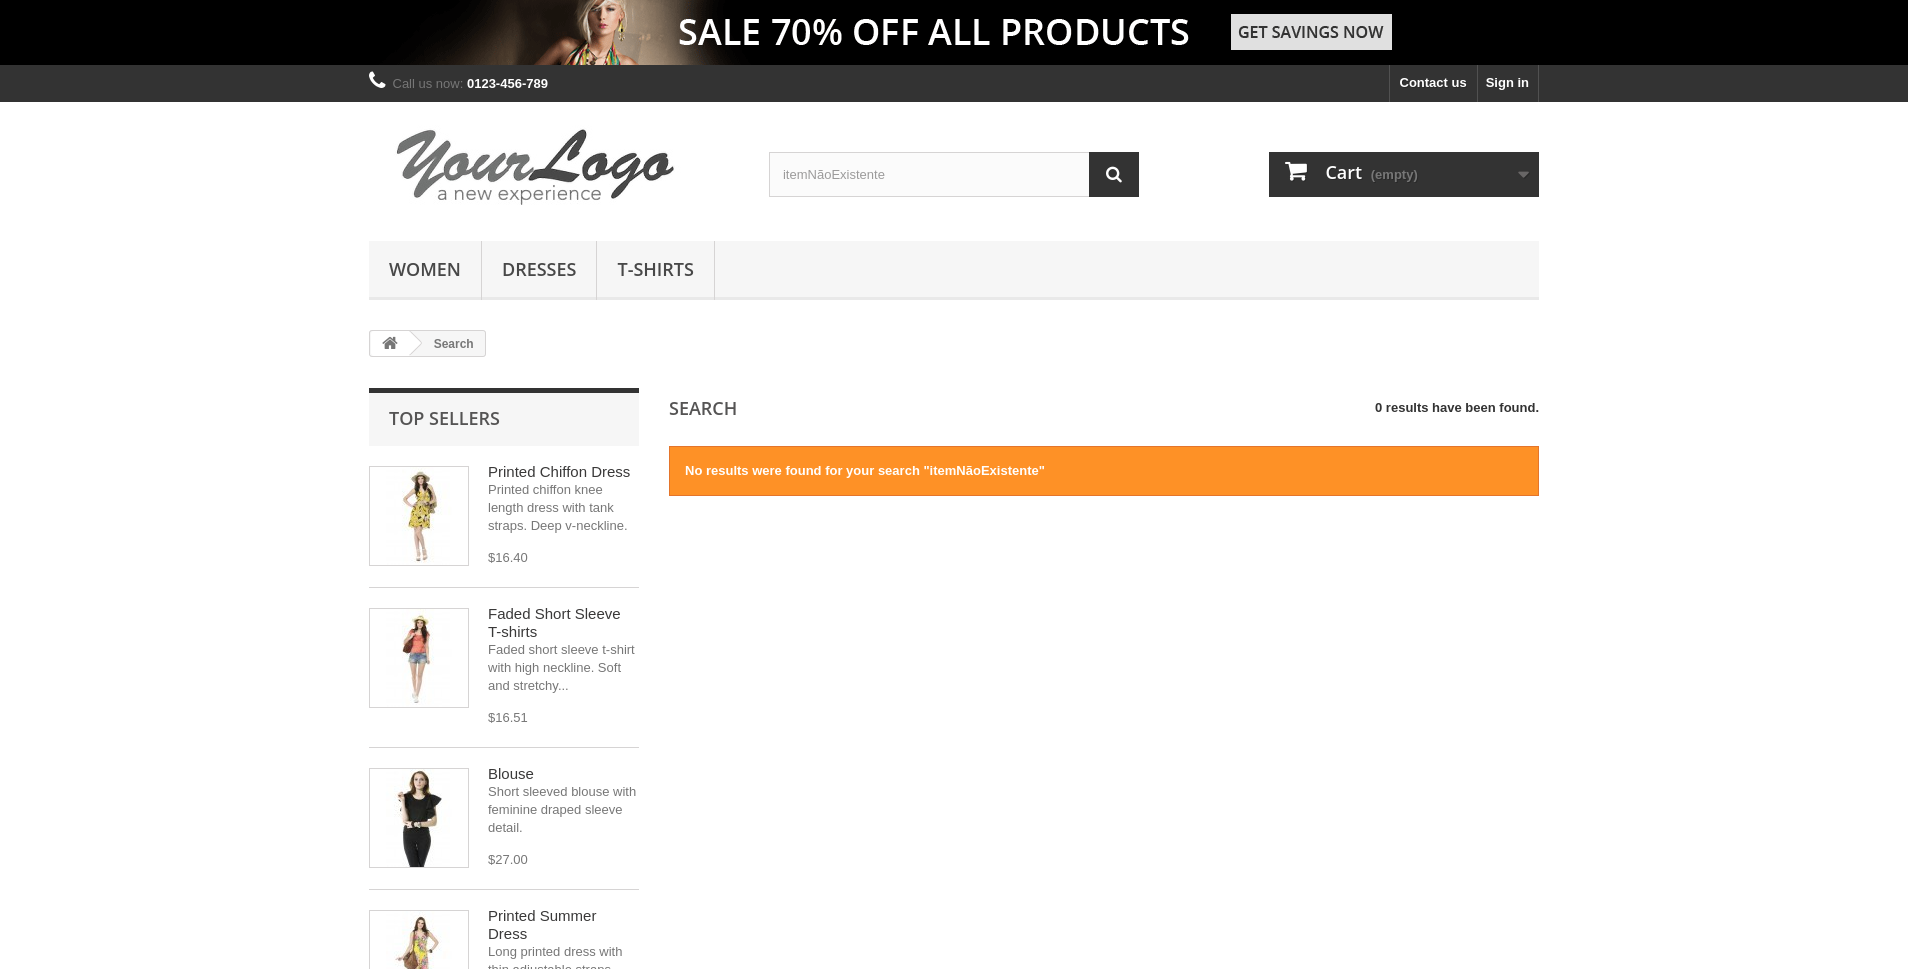 SALE 70% OFF ALL PRODUCTS
GET SAVINGS NOW
Call us now: 0123-456-789
Contact us
Sign in
YourLogo
a new experience
itemNãoExistente
Cart (empty)
WOMEN
DRESSES
T-SHIRTS
Search
TOP SELLERS
Printed Chiffon Dress
Printed chiffon knee
length dress with tank
straps. Deep v-neckline.
$16.40
Faded Short Sleeve
T-shirts
Faded short sleeve t-shirt
with high neckline. Soft
and stretchy...
$16.51
Blouse
Short sleeved blouse with
feminine draped sleeve
detail.
$27.00
Printed Summer
Dress
Long printed dress with
thin adjustable straps.
SEARCH
0 results have been found.
No results were found for your search "itemNãoExistente"